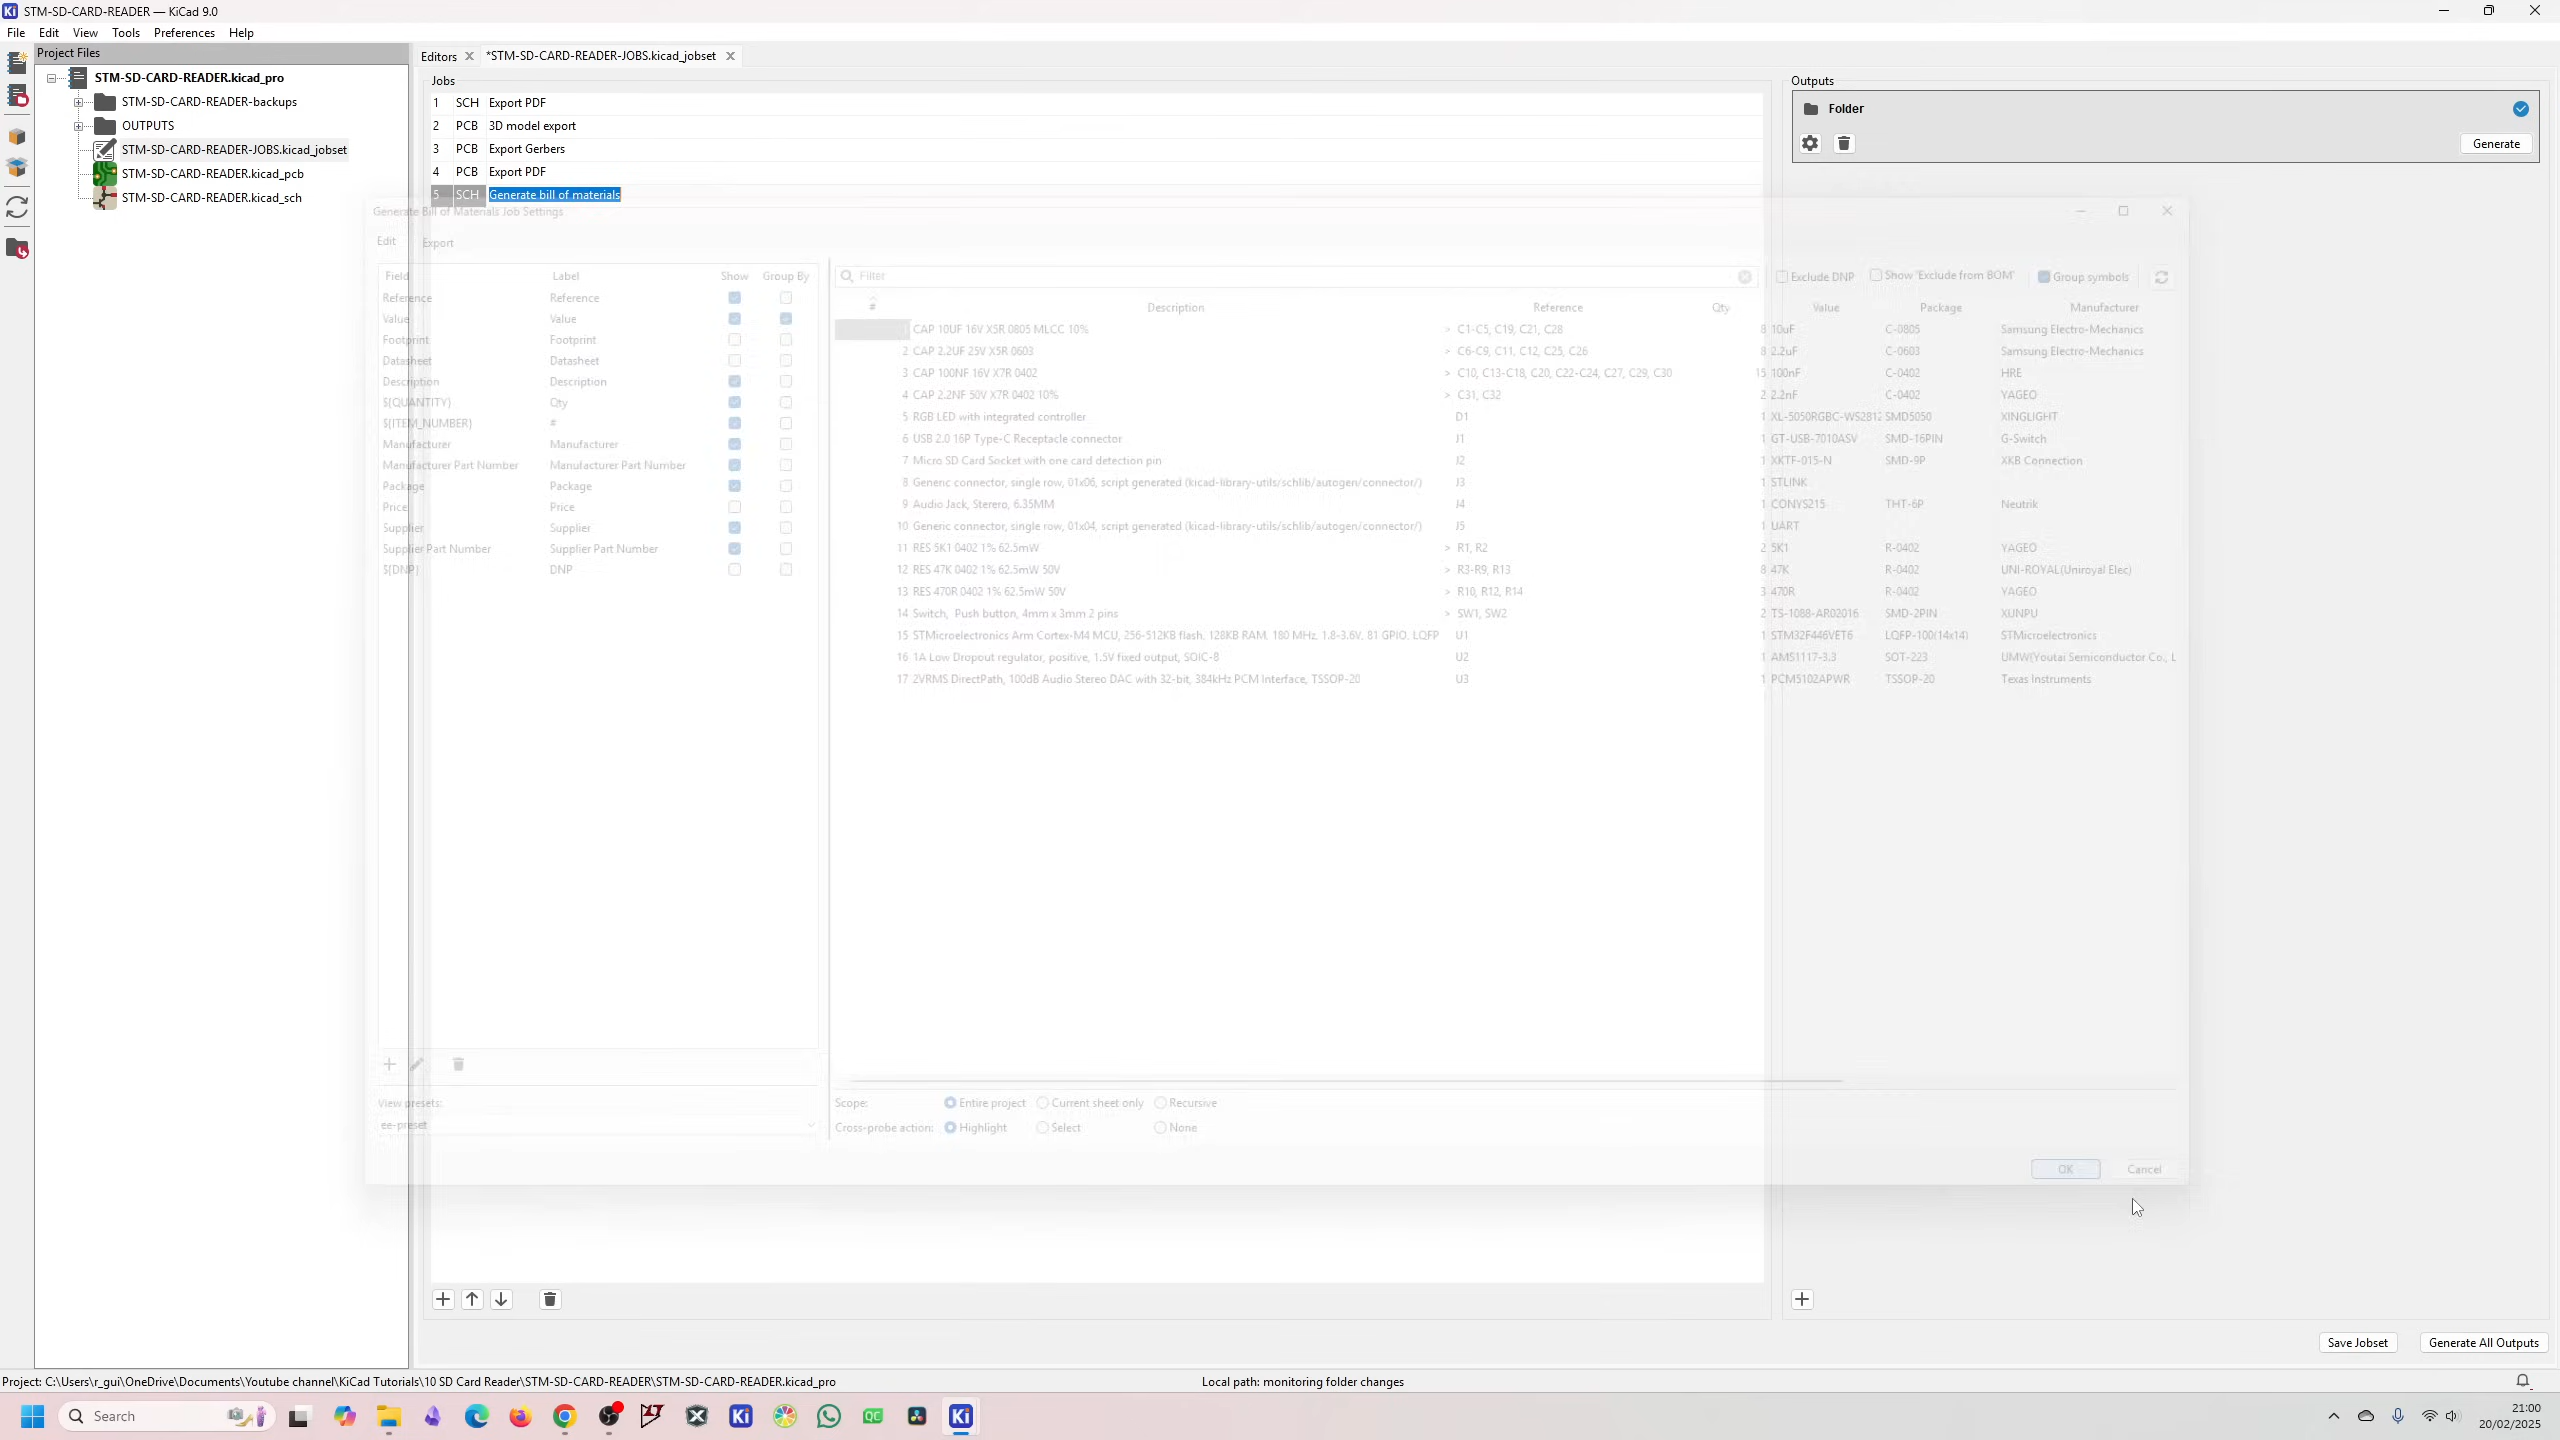 STM-SD-CARD-READER — KiCad 9.0
File Edit View Tools Preferences Help
Project Files
STM-SD-CARD-READER.kicad_pro
STM-SD-CARD-READER-backups
OUTPUTS
STM-SD-CARD-READER-JOBS.kicad_jobset
STM-SD-CARD-READER.kicad_pcb
STM-SD-CARD-READER.kicad_sch
Editors *STM-SD-CARD-READER-JOBS.kicad_jobset
Jobs
1 SCH Export PDF
2 PCB 3D model export
3 PCB Export Gerbers
4 PCB Export PDF
5 SCH Generate bill of materials
Outputs
Folder
Generate
Generate Bill of Materials Job Settings
Edit Export
Field Label Show Group By
Reference Reference
Value Value
Footprint Footprint
Datasheet Datasheet
Description Description
${QUANTITY} Qty
${ITEM_NUMBER} #
Manufacturer Manufacturer
Manufacturer Part Number Manufacturer Part Number
Package Package
Price Price
Supplier Supplier
Supplier Part Number Supplier Part Number
${DNP} DNP
View presets:
ee-preset
Filter Exclude DNP Show 'Exclude from BOM' Group symbols
# Description Reference Qty Value Package Manufacturer
1 CAP 10UF 16V X5R 0805 MLCC 10% > C1-C5, C19, C21, C28 8 10uF C-0805 Samsung Electro-Mechanics
2 CAP 2.2UF 25V X5R 0603 > C6-C9, C11, C12, C25, C26 8 2.2uF C-0603 Samsung Electro-Mechanics
3 CAP 100NF 16V X7R 0402 > C10, C13-C18, C20, C22-C24, C27, C29, C30 15 100nF C-0402 HRE
4 CAP 2.2NF 50V X7R 0402 10% > C31, C32 2 2.2nF C-0402 YAGEO
5 RGB LED with integrated controller D1 1 XL-5050RGBC-WS2812 SMD5050 XINGLIGHT
6 USB 2.0 16P Type-C Receptacle connector J1 1 GT-USB-7010ASV SMD-16PIN G-Switch
7 Micro SD Card Socket with one card detection pin J2 1 XKTF-015-N SMD-9P XKB Connection
8 Generic connector, single row, 01x06, script generated (kicad-library-utils/schlib/autogen/connector/) J3 1 STLINK
9 Audio Jack, Sterero, 6.35MM J4 1 CONYS215 THT-6P Neutrik
10 Generic connector, single row, 01x04, script generated (kicad-library-utils/schlib/autogen/connector/) J5 1 UART
11 RES 5K1 0402 1% 62.5mW > R1, R2 2 5K1 R-0402 YAGEO
12 RES 47K 0402 1% 62.5mW 50V > R3-R9, R13 8 47K R-0402 UNI-ROYAL(Uniroyal Elec)
13 RES 470R 0402 1% 62.5mW 50V > R10, R12, R14 3 470R R-0402 YAGEO
14 Switch, Push button, 4mm x 3mm 2 pins > SW1, SW2 2 TS-1088-AR02016 SMD-2PIN XUNPU
15 STMicroelectronics Arm Cortex-M4 MCU, 256-512KB flash, 128KB RAM, 180 MHz, 1.8-3.6V, 81 GPIO, LQFP U1 1 STM32F446VET6 LQFP-100(14x14) STMicroelectronics
16 1A Low Dropout regulator, positive, 1.5V fixed output, SOIC-8 U2 1 AMS1117-3.3 SOT-223 UMW(Youtai Semiconductor Co., L
17 2VRMS DirectPath, 100dB Audio Stereo DAC with 32-bit, 384kHz PCM Interface, TSSOP-20 U3 1 PCM5102APWR TSSOP-20 Texas Instruments
Scope: Entire project Current sheet only Recursive
Cross-probe action: Highlight Select None
OK Cancel
Save Jobset Generate All Outputs
Project: C:\Users\r_gui\OneDrive\Documents\Youtube channel\KiCad Tutorials\10 SD Card Reader\STM-SD-CARD-READER\STM-SD-CARD-READER.kicad_pro Local path: monitoring folder changes
Search
21:00
20/02/2025